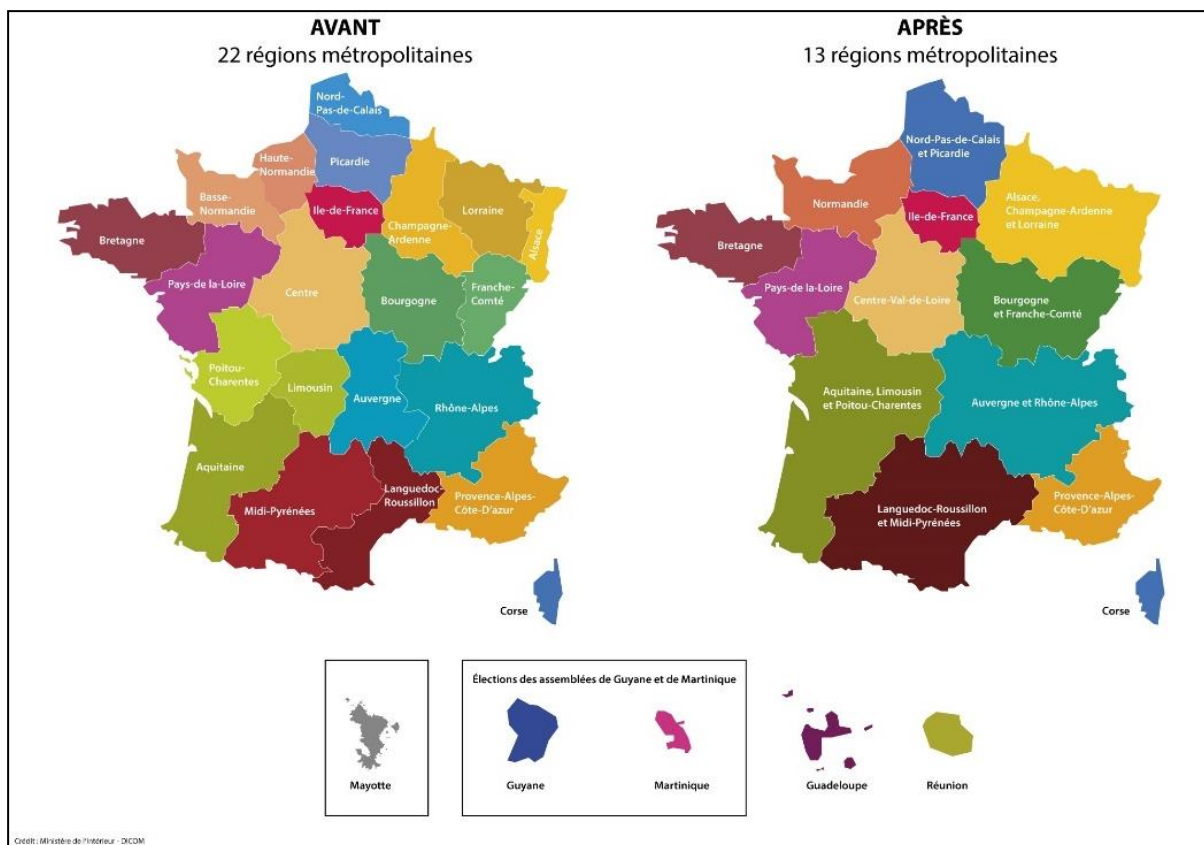 AVANT
22 régions métropolitaines
Nord-
Pas-de-Calais
Picardie
Haute-
Normandie
Basse-
Normandie
Ile-de-France
Champagne-
Ardenne
Lorraine
Alsace
Bretagne
Pays-de la-Loire
Centre
Bourgogne
Franche-
Comté
Poitou-
Charentes
Limousin
Auvergne
Rhône-Alpes
Aquitaine
Midi-Pyrénées
Languedoc-
Roussillon
Provence-Alpes-
Côte-D'azur
Corse
APRÈS
13 régions métropolitaines
Nord-Pas-de-Calais
et Picardie
Normandie
Ile-de-France
Alsace,
Champagne-Ardenne
et Lorraine
Bretagne
Pays-de la-Loire
Centre-Val-de-Loire
Bourgogne
et Franche-Comté
Aquitaine, Limousin
et Poitou-Charentes
Auvergne et Rhône-Alpes
Languedoc-Roussillon
et Midi-Pyrénées
Provence-Alpes-
Côte-D'azur
Corse
Mayotte
Élections des assemblées de Guyane et de Martinique
Guyane
Martinique
Guadeloupe
Réunion
Crédit : Ministère de l'Intérieur - DICOM